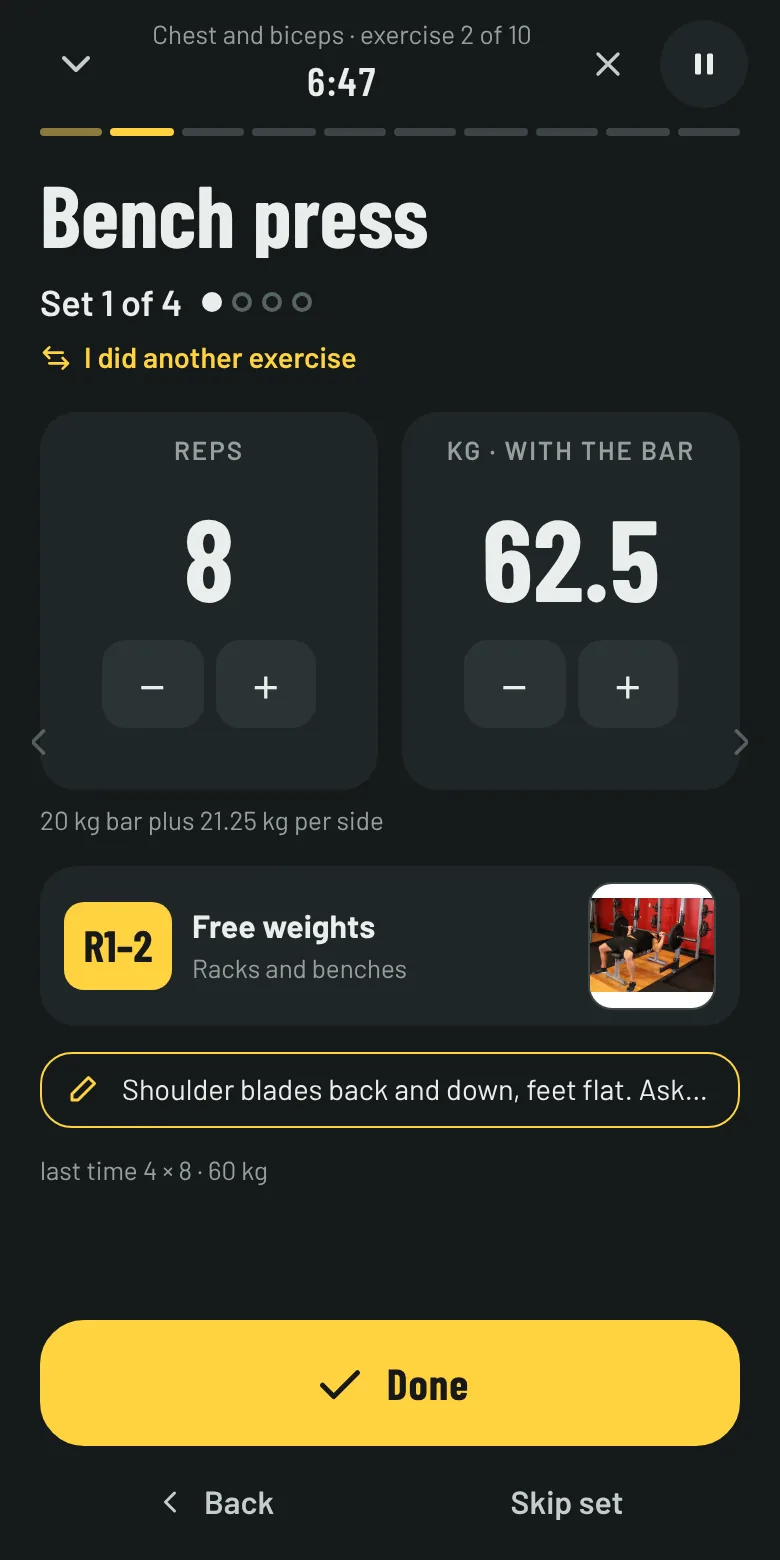 Chest and biceps · exercise 2 of 10
6:47
Bench press
Set 1 of 4
I did another exercise
REPS
KG · WITH THE BAR
8
62.5
− +
− +
20 kg bar plus 21.25 kg per side
R1–2
Free weights
Racks and benches
Shoulder blades back and down, feet flat. Ask...
last time 4 × 8 · 60 kg
Done
Back
Skip set